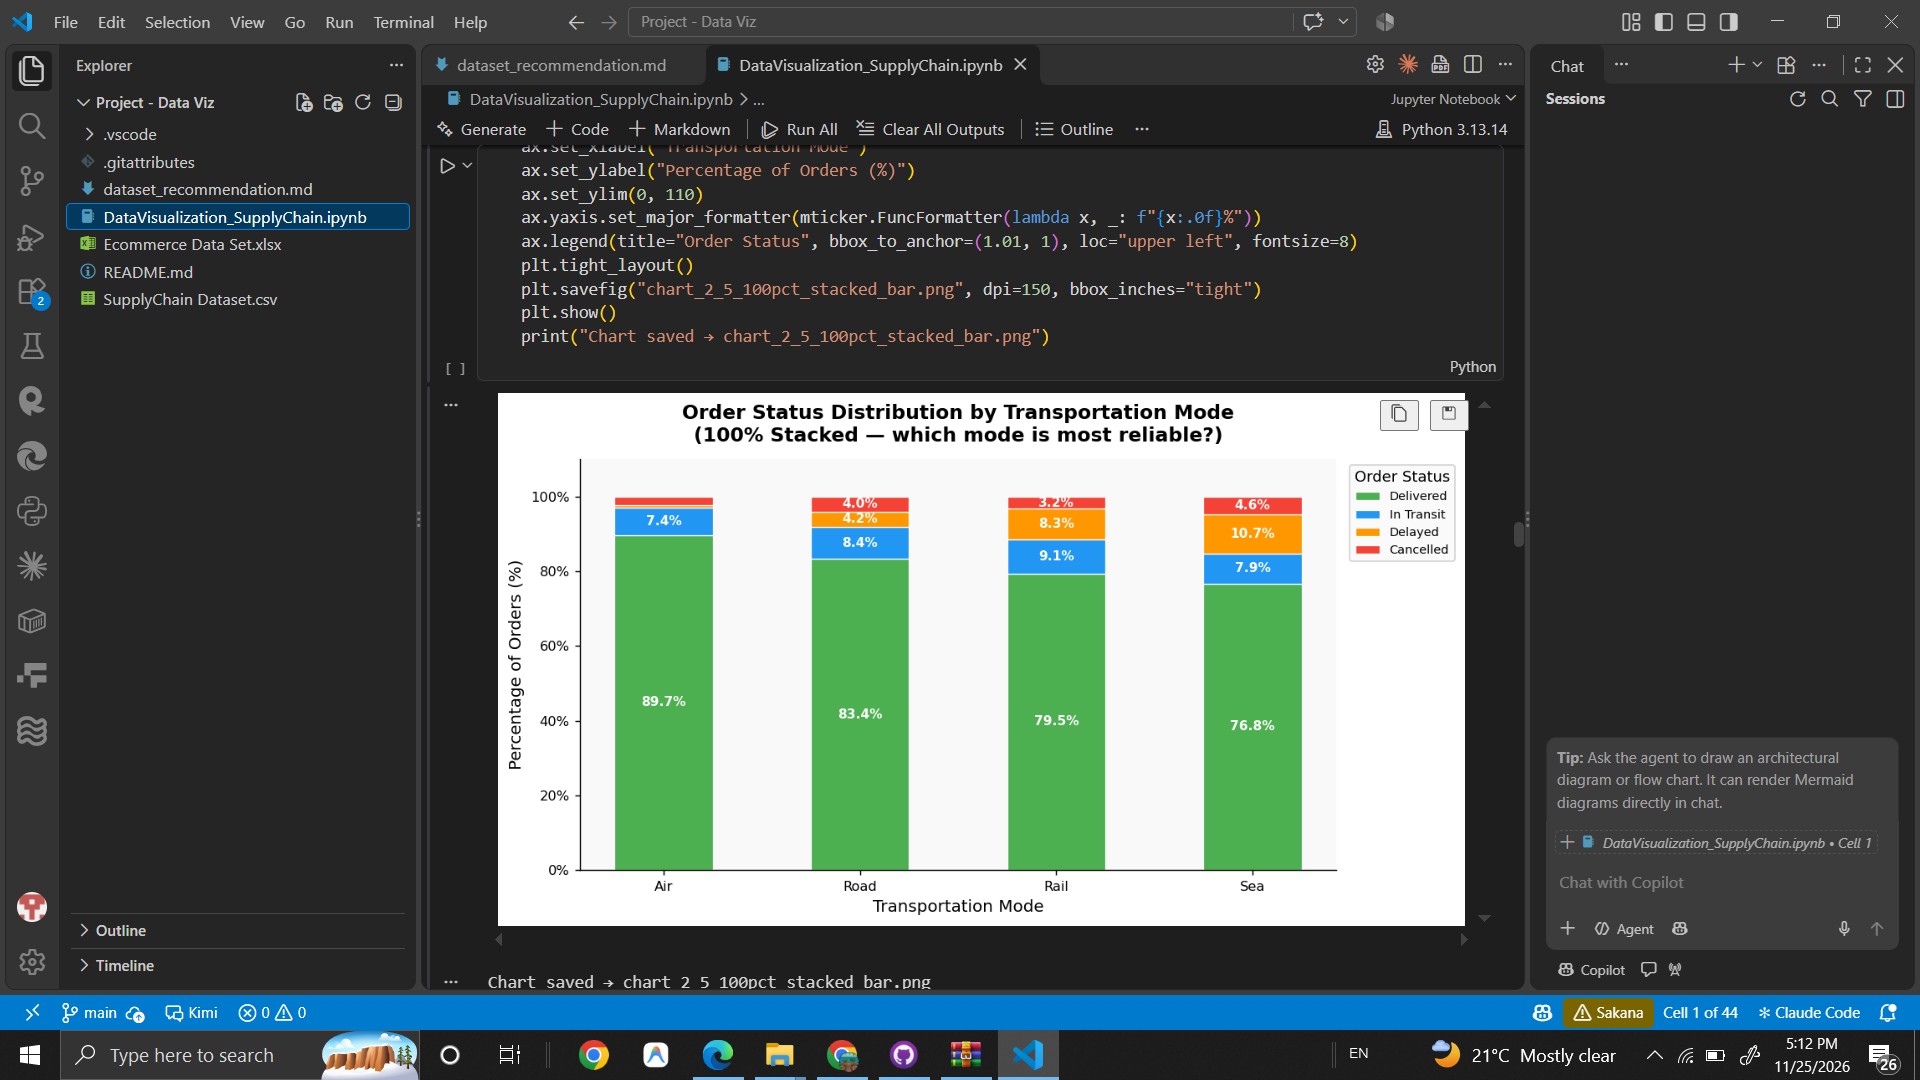 File Edit Selection View Go Run Terminal Help
Project - Data Viz
Explorer
Project - Data Viz
.vscode
.gitattributes
dataset_recommendation.md
DataVisualization_SupplyChain.ipynb
Ecommerce Data Set.xlsx
README.md
SupplyChain Dataset.csv
2
Outline
Timeline
dataset_recommendation.md
DataVisualization_SupplyChain.ipynb
DataVisualization_SupplyChain.ipynb > ...
Jupyter Notebook
Generate + Code + Markdown Run All Clear All Outputs Outline ...
Python 3.13.14
ax.set_xlabel("Transportation Mode")
ax.set_ylabel("Percentage of Orders (%)")
ax.set_ylim(0, 110)
ax.yaxis.set_major_formatter(mticker.FuncFormatter(lambda x, _: f"{x:.0f}%"))
ax.legend(title="Order Status", bbox_to_anchor=(1.01, 1), loc="upper left", fontsize=8)
plt.tight_layout()
plt.savefig("chart_2_5_100pct_stacked_bar.png", dpi=150, bbox_inches="tight")
plt.show()
print("Chart saved → chart_2_5_100pct_stacked_bar.png")
[ ]
Python
Order Status Distribution by Transportation Mode
(100% Stacked — which mode is most reliable?)
Percentage of Orders (%)
100%
80%
60%
40%
20%
0%
7.4%
89.7%
4.0%
4.2%
8.4%
83.4%
3.2%
8.3%
9.1%
79.5%
4.6%
10.7%
7.9%
76.8%
Air Road Rail Sea
Transportation Mode
Order Status
Delivered
In Transit
Delayed
Cancelled
Chart saved → chart_2_5_100pct_stacked_bar.png
Chat
Sessions
Tip: Ask the agent to draw an architectural
diagram or flow chart. It can render Mermaid
diagrams directly in chat.
DataVisualization_SupplyChain.ipynb • Cell 1
Chat with Copilot
Agent
Copilot
main Kimi 0 0
Sakana Cell 1 of 44 Claude Code
Type here to search
EN
21°C Mostly clear
5:12 PM
11/25/2026
26